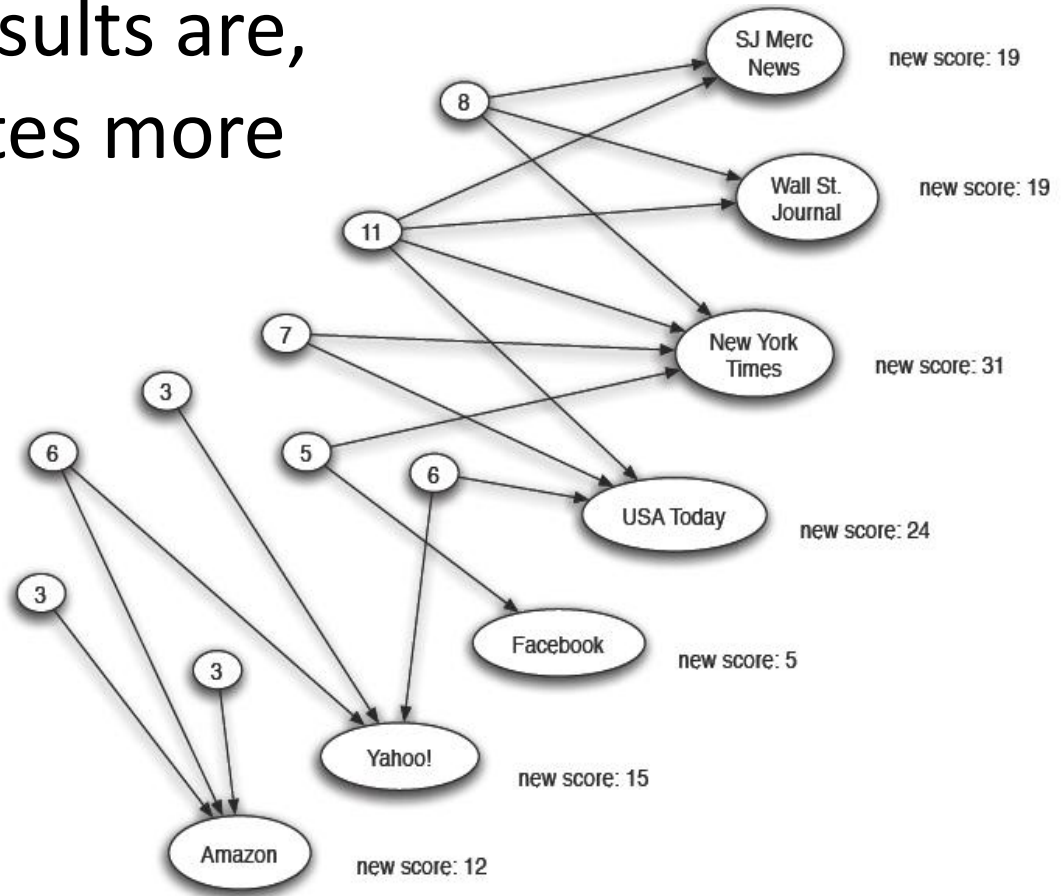 sults are,
tes more
SJ Merc
News
new score: 19
8
Wall St.
Journal
new score: 19
11
7
New York
Times
new score: 31
3
6
5
6
USA Today
new score: 24
3
Facebook
new score: 5
3
Yahoo!
new score: 15
Amazon
new score: 12